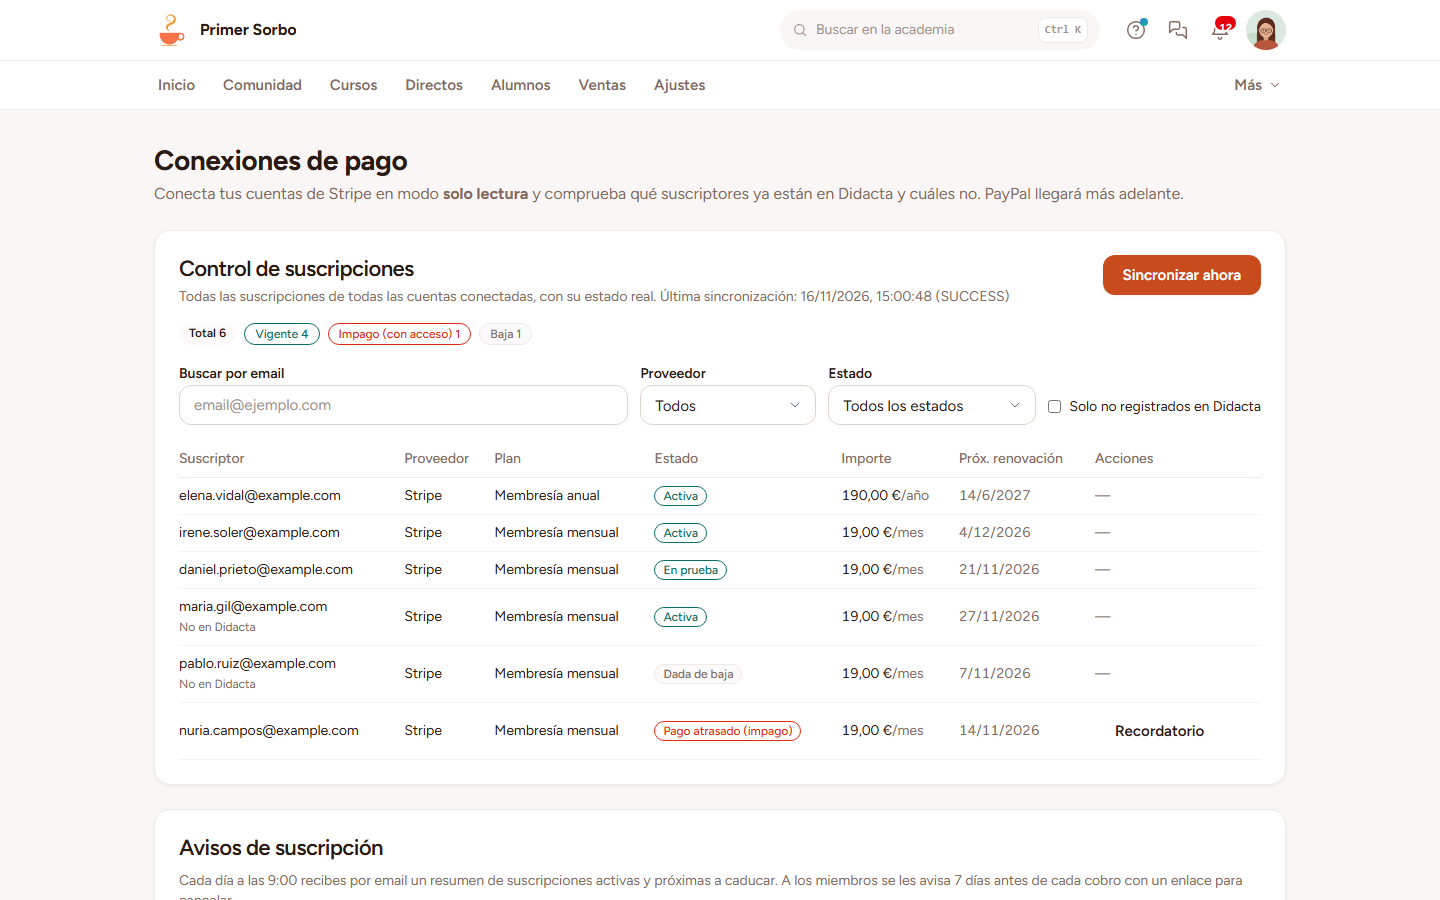 Primer Sorbo
Buscar en la academia
Ctrl K
12
Inicio Comunidad Cursos Directos Alumnos Ventas Ajustes Más
Conexiones de pago
Conecta tus cuentas de Stripe en modo solo lectura y comprueba qué suscriptores ya están en Didacta y cuáles no. PayPal llegará más adelante.
Control de suscripciones
Sincronizar ahora
Todas las suscripciones de todas las cuentas conectadas, con su estado real. Última sincronización: 16/11/2026, 15:00:48 (SUCCESS)
Total 6 Vigente 4 Impago (con acceso) 1 Baja 1
Buscar por email Proveedor Estado
email@ejemplo.com Todos Todos los estados Solo no registrados en Didacta
Suscriptor Proveedor Plan Estado Importe Próx. renovación Acciones
elena.vidal@example.com Stripe Membresía anual Activa 190,00 €/año 14/6/2027 —
irene.soler@example.com Stripe Membresía mensual Activa 19,00 €/mes 4/12/2026 —
daniel.prieto@example.com Stripe Membresía mensual En prueba 19,00 €/mes 21/11/2026 —
maria.gil@example.com Stripe Membresía mensual Activa 19,00 €/mes 27/11/2026 —
No en Didacta
pablo.ruiz@example.com Stripe Membresía mensual Dada de baja 19,00 €/mes 7/11/2026 —
No en Didacta
nuria.campos@example.com Stripe Membresía mensual Pago atrasado (impago) 19,00 €/mes 14/11/2026 Recordatorio
Avisos de suscripción
Cada día a las 9:00 recibes por email un resumen de suscripciones activas y próximas a caducar. A los miembros se les avisa 7 días antes de cada cobro con un enlace para
cancelar.